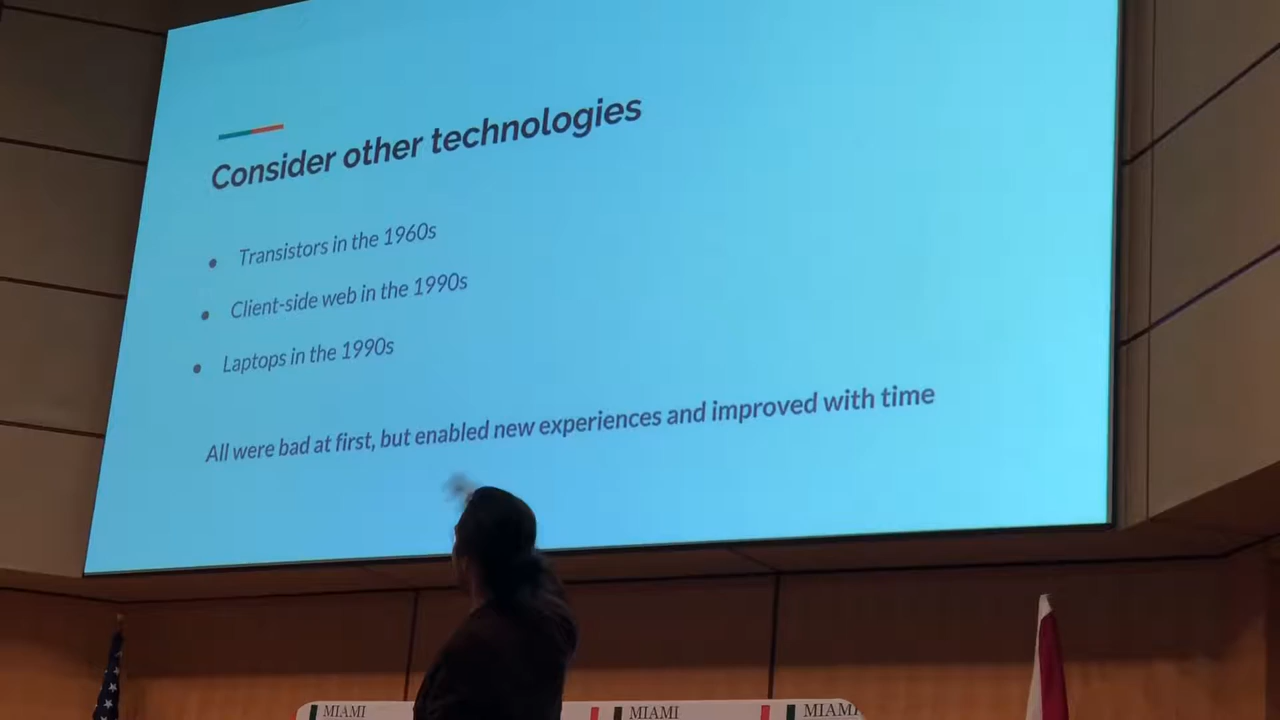 Consider other technologies
Transistors in the 1960s
Client-side web in the 1990s
Laptops in the 1990s
All were bad at first, but enabled new experiences and improved with time
MIAMI
MIAMI
MIAMI